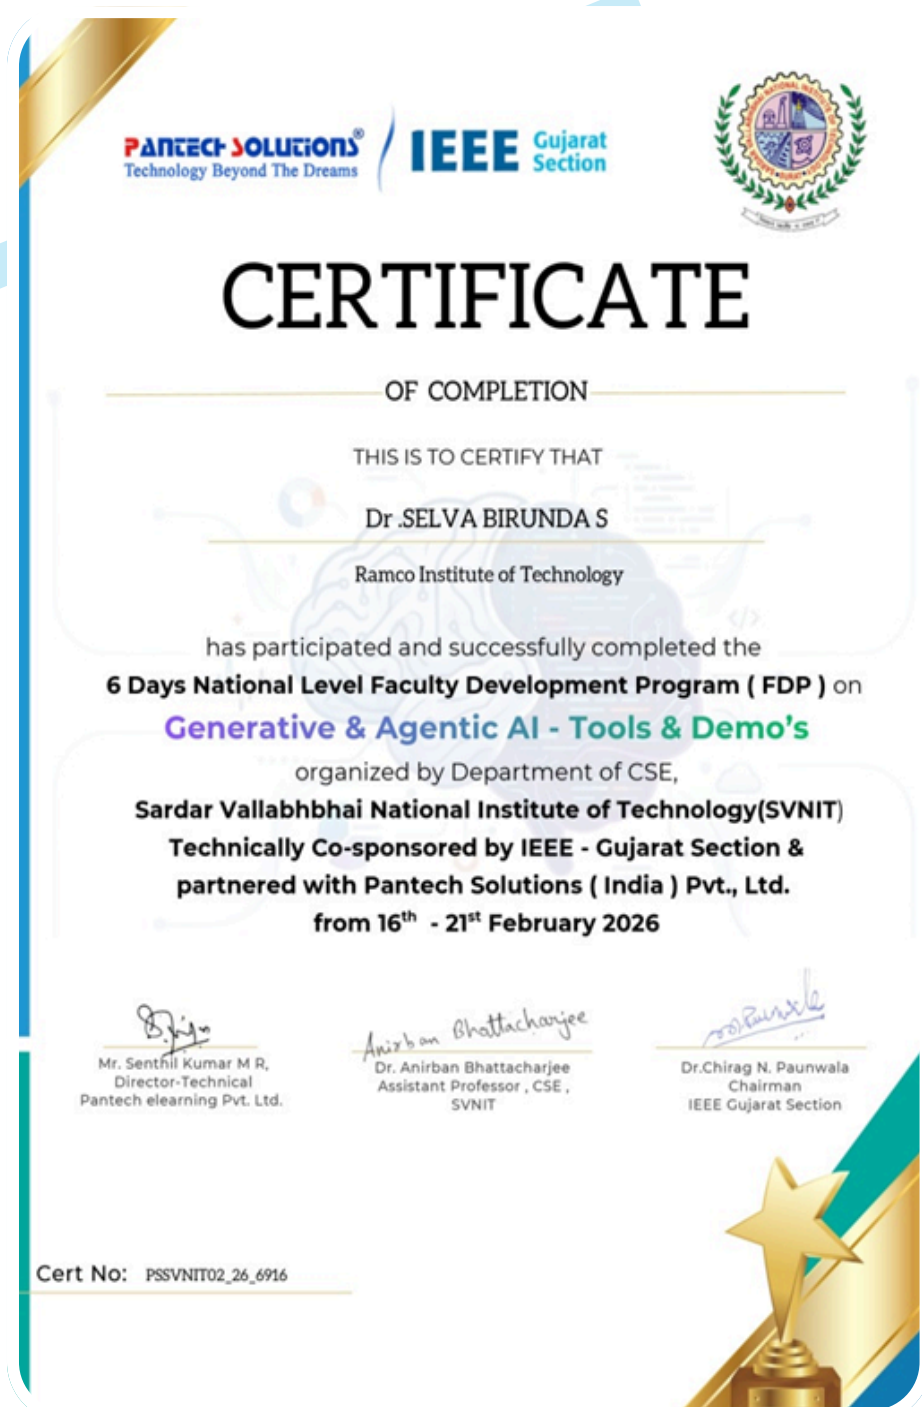 PANTECH SOLUTIONS®
Technology Beyond The Dreams
IEEE Gujarat Section
CERTIFICATE
OF COMPLETION
THIS IS TO CERTIFY THAT
Dr .SELVA BIRUNDA S
Ramco Institute of Technology
has participated and successfully completed the
6 Days National Level Faculty Development Program ( FDP ) on
Generative & Agentic AI - Tools & Demo's
organized by Department of CSE,
Sardar Vallabhbhai National Institute of Technology(SVNIT)
Technically Co-sponsored by IEEE - Gujarat Section &
partnered with Pantech Solutions ( India ) Pvt., Ltd.
from 16th - 21st February 2026
Anirban Bhattacharjee
Mr. Senthil Kumar M R,
Director-Technical
Pantech elearning Pvt. Ltd.
Dr. Anirban Bhattacharjee
Assistant Professor , CSE ,
SVNIT
Dr.Chirag N. Paunwala
Chairman
IEEE Gujarat Section
Cert No: PSSVNIT02_26_6916